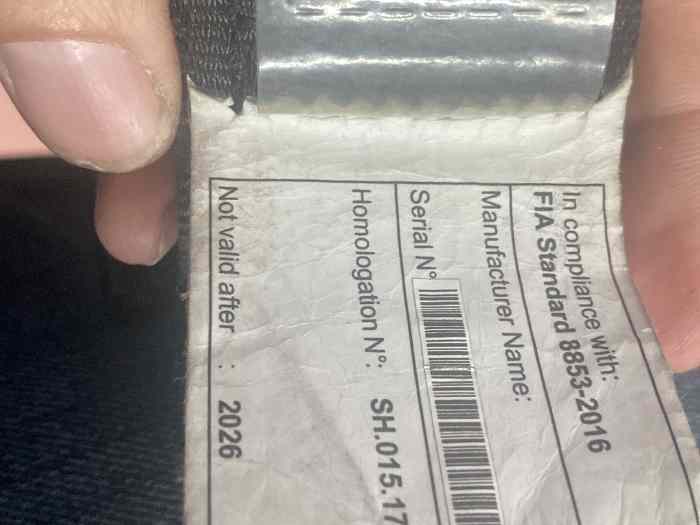 In compliance with:
FIA Standard 8853-2016
Manufacturer Name:
Serial N°
Homologation N°: SH.015.17
Not valid after : 2026